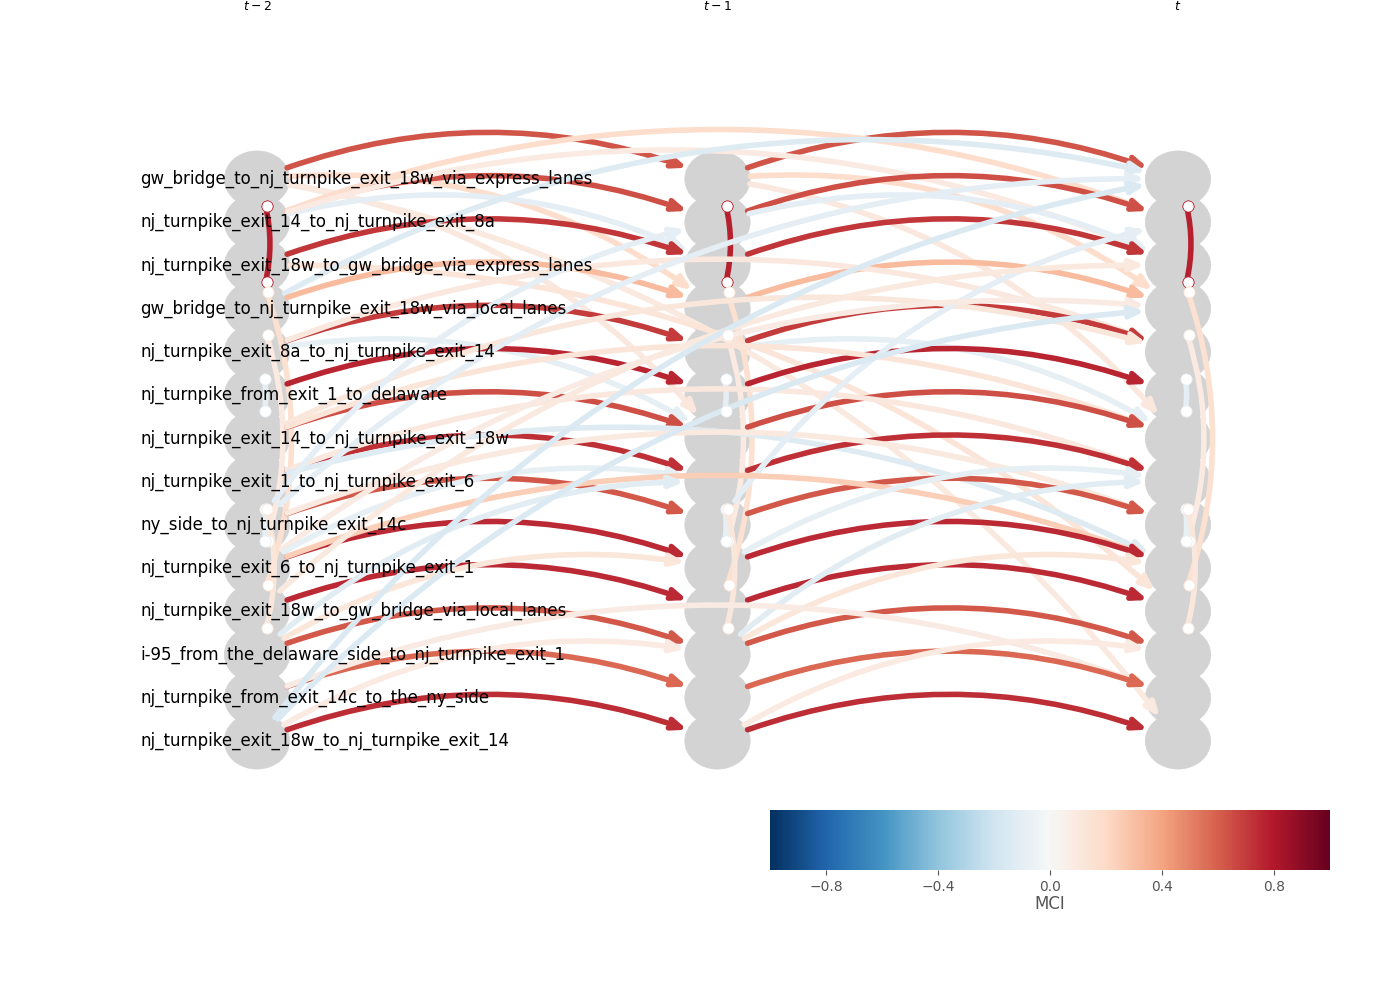 t − 2 t − 1 t
gw_bridge_to_nj_turnpike_exit_18w_via_express_lanes
nj_turnpike_exit_14_to_nj_turnpike_exit_8a
nj_turnpike_exit_18w_to_gw_bridge_via_express_lanes
gw_bridge_to_nj_turnpike_exit_18w_via_local_lanes
nj_turnpike_exit_8a_to_nj_turnpike_exit_14
nj_turnpike_from_exit_1_to_delaware
nj_turnpike_exit_14_to_nj_turnpike_exit_18w
nj_turnpike_exit_1_to_nj_turnpike_exit_6
ny_side_to_nj_turnpike_exit_14c
nj_turnpike_exit_6_to_nj_turnpike_exit_1
nj_turnpike_exit_18w_to_gw_bridge_via_local_lanes
i-95_from_the_delaware_side_to_nj_turnpike_exit_1
nj_turnpike_from_exit_14c_to_the_ny_side
nj_turnpike_exit_18w_to_nj_turnpike_exit_14
−0.8 −0.4 0.0 0.4 0.8
MCI